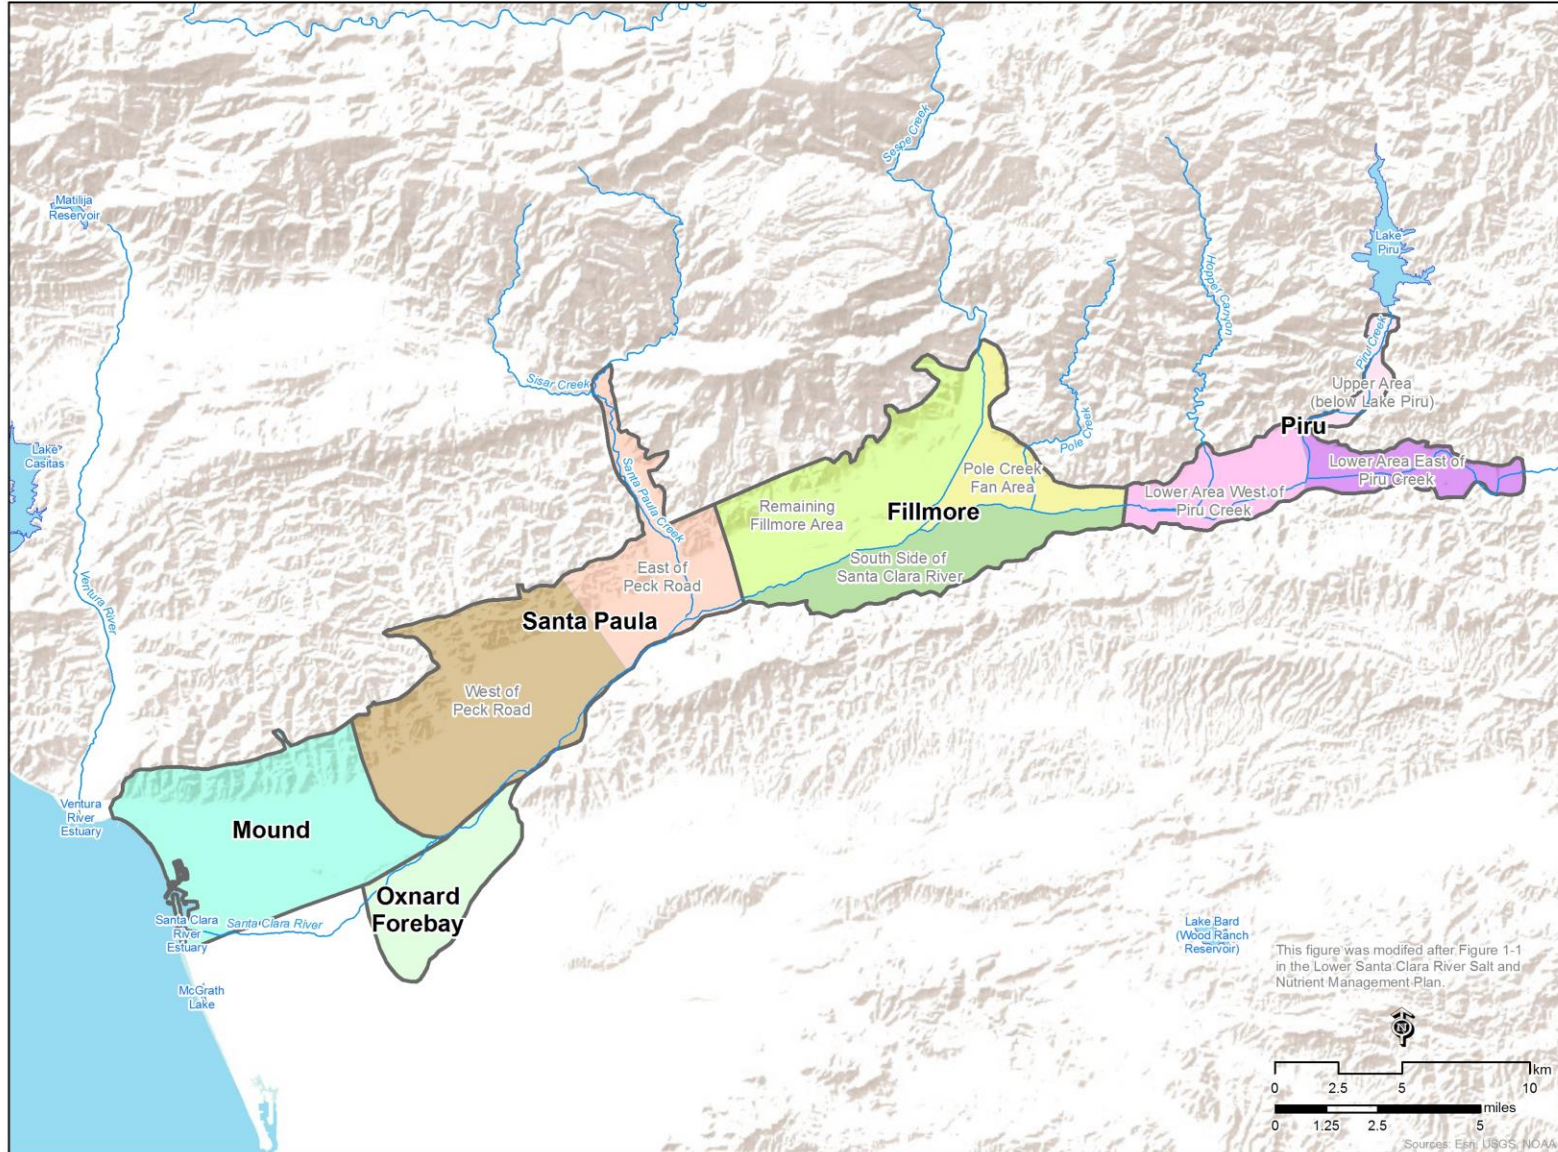 Sespe Creek
Matilija
Reservoir
Lake
Piru
Hopper Canyon
Piru Creek
Sisar Creek
Upper Area
(below Lake Piru)
Piru
Pole Creek
Lake
Casitas
Santa Paula Creek
Pole Creek
Fan Area
Lower Area East of
Piru Creek
Lower Area West of
Piru Creek
Remaining
Fillmore Area
Fillmore
South Side of
Santa Clara River
East of
Peck Road
Ventura River
Santa Paula
West of
Peck Road
Ventura
River
Estuary
Mound
Oxnard
Forebay
Santa Clara
River
Estuary
Santa Clara River
McGrath
Lake
Lake Bard
(Wood Ranch
Reservoir)
This figure was modifed after Figure 1-1
in the Lower Santa Clara River Salt and
Nutrient Management Plan.
N
km
0 2.5 5 10
miles
0 1.25 2.5 5
Sources: Esri, USGS, NOAA